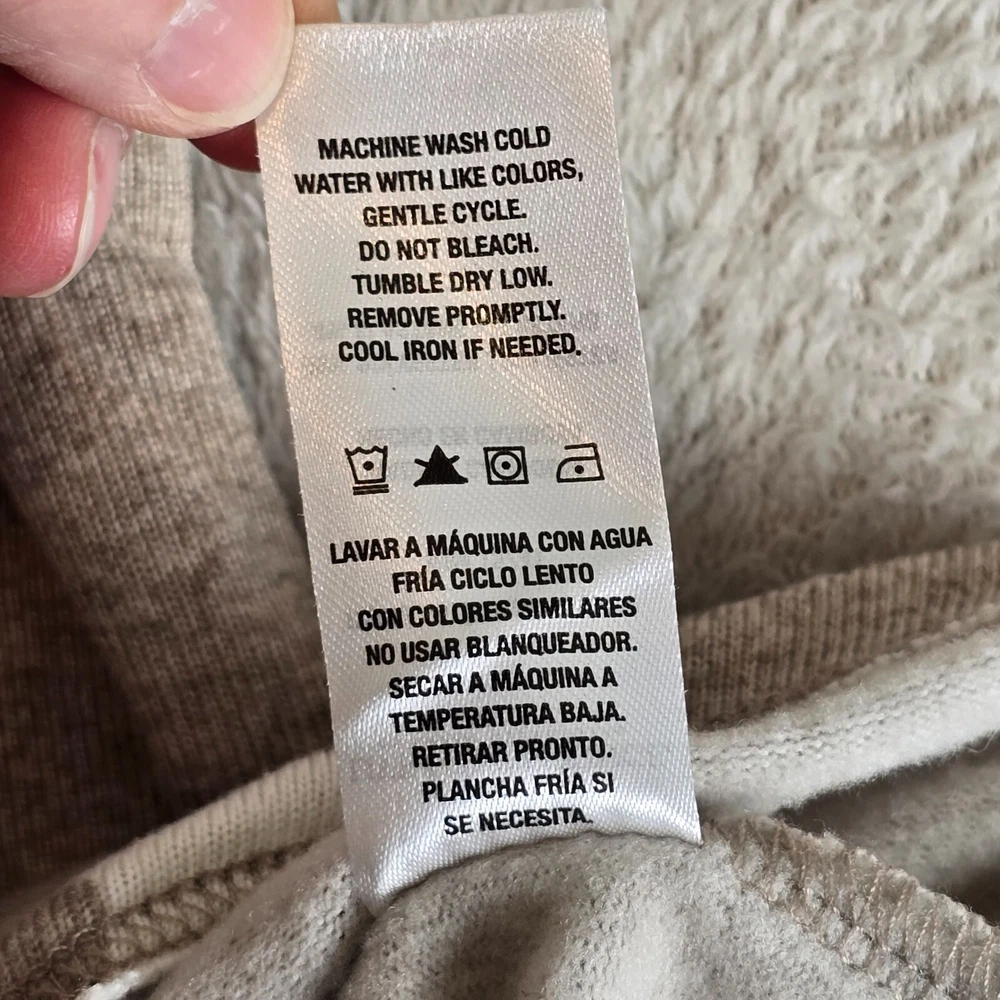 MACHINE WASH COLD
WATER WITH LIKE COLORS,
GENTLE CYCLE.
DO NOT BLEACH.
TUMBLE DRY LOW.
REMOVE PROMPTLY.
COOL IRON IF NEEDED.
LAVAR A MÁQUINA CON AGUA
FRÍA CICLO LENTO
CON COLORES SIMILARES
NO USAR BLANQUEADOR.
SECAR A MÁQUINA A
TEMPERATURA BAJA.
RETIRAR PRONTO.
PLANCHA FRÍA SI
SE NECESITA.